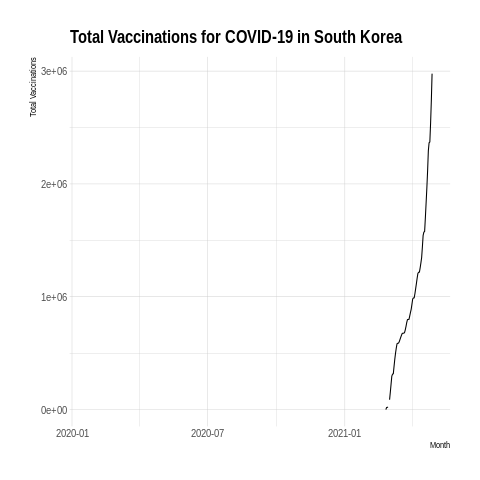 Total Vaccinations for COVID-19 in South Korea
Total Vaccinations
3e+06
2e+06
1e+06
0e+00
2020-01 2020-07 2021-01
Month